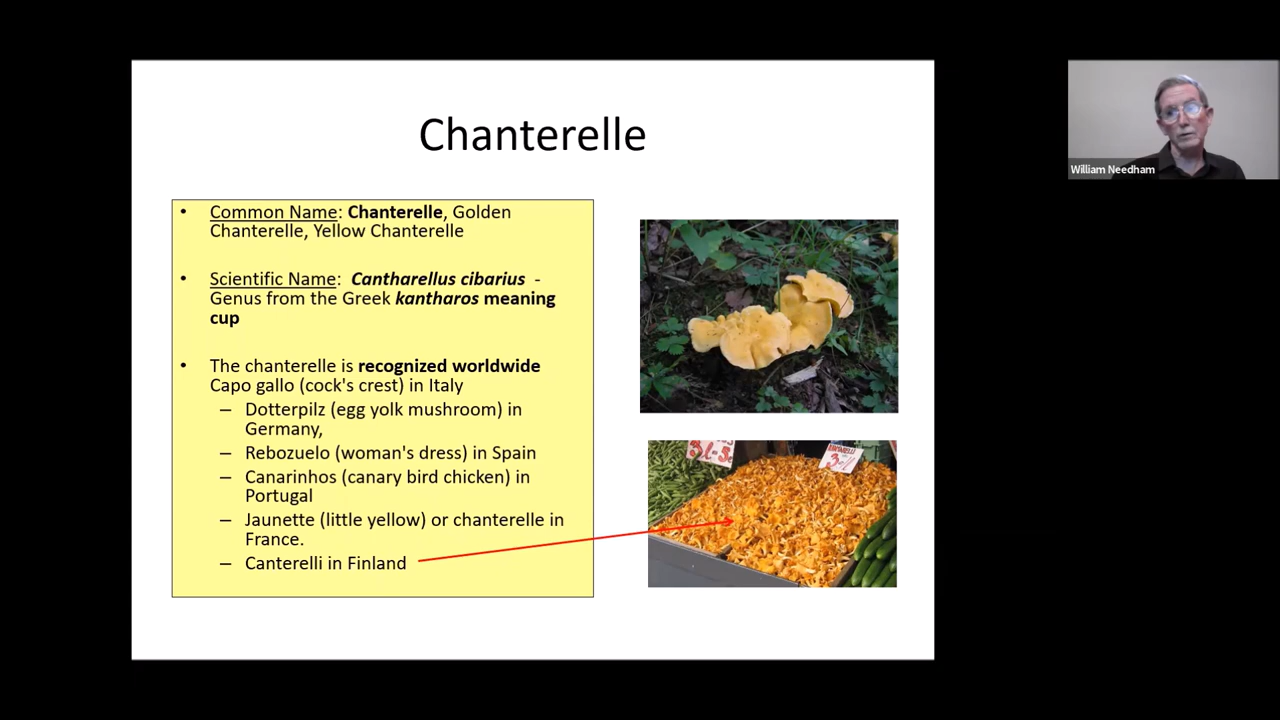 Chanterelle
• Common Name: Chanterelle, Golden
Chanterelle, Yellow Chanterelle
• Scientific Name: Cantharellus cibarius -
Genus from the Greek kantharos meaning
cup
• The chanterelle is recognized worldwide
Capo gallo (cock's crest) in Italy
– Dotterpilz (egg yolk mushroom) in
Germany,
– Rebozuelo (woman's dress) in Spain
– Canarinhos (canary bird chicken) in
Portugal
– Jaunette (little yellow) or chanterelle in
France.
– Canterelli in Finland
William Needham